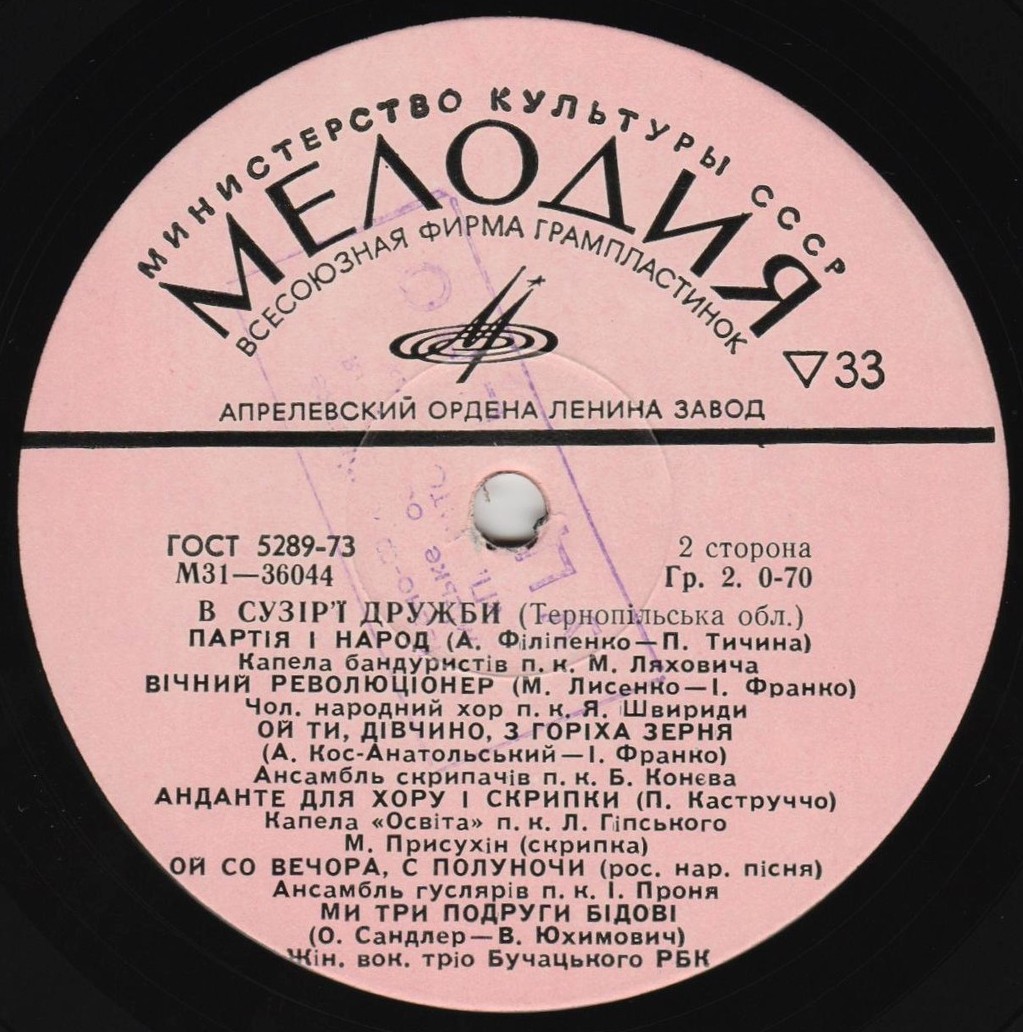 МИНИСТЕРСТВО КУЛЬТУРЫ СССР
МЕЛОДИЯ
ВСЕСОЮЗНАЯ ФИРМА ГРАМПЛАСТИНОК
33
АПРЕЛЕВСКИЙ ОРДЕНА ЛЕНИНА ЗАВОД
ГОСТ 5289-73
2 сторона
М31—36044
Гр. 2. 0-70
В СУЗІР'Ї ДРУЖБИ (Тернопільська обл.)
ПАРТІЯ І НАРОД (А. Філіпенко—П. Тичина)
Капела бандуристів п. к. М. Ляховича
ВІЧНИЙ РЕВОЛЮЦІОНЕР (М. Лисенко—І. Франко)
Чол. народний хор п. к. Я. Швириди
ОЙ ТИ, ДІВЧИНО, З ГОРІХА ЗЕРНЯ
(А. Кос-Анатольський—І. Франко)
Ансамбль скрипачів п. к. Б. Конєва
АНДАНТЕ ДЛЯ ХОРУ І СКРИПКИ (П. Каструччо)
Капела «Освіта» п. к. Л. Гіпського
М. Присухін (скрипка)
ОЙ СО ВЕЧОРА, С ПОЛУНОЧИ (рос. нар. пісня)
Ансамбль гуслярів п. к. І. Проня
МИ ТРИ ПОДРУГИ БІДОВІ
(О. Сандлер—В. Юхимович)
Жін. вок. тріо Бучацького РБК